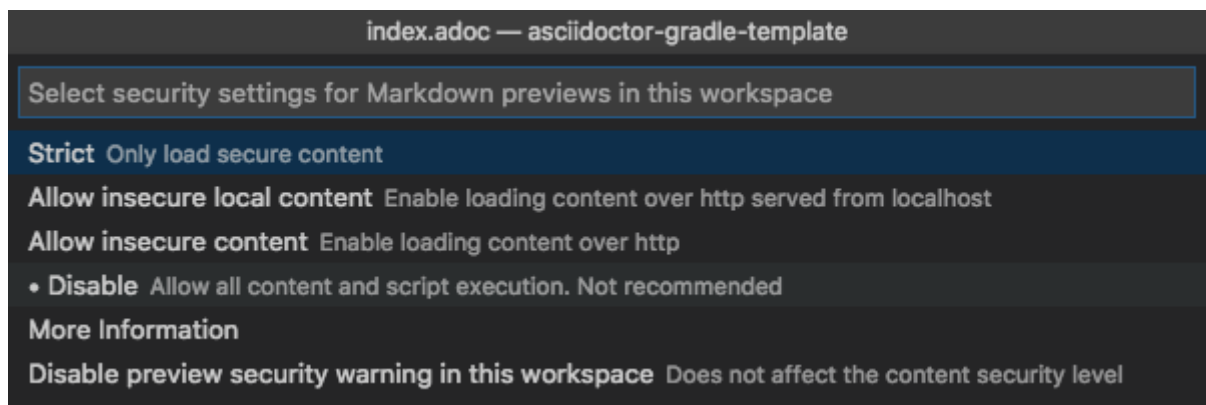 index.adoc — asciidoctor-gradle-template
Select security settings for Markdown previews in this workspace
Strict Only load secure content
Allow insecure local content Enable loading content over http served from localhost
Allow insecure content Enable loading content over http
• Disable Allow all content and script execution. Not recommended
More Information
Disable preview security warning in this workspace Does not affect the content security level